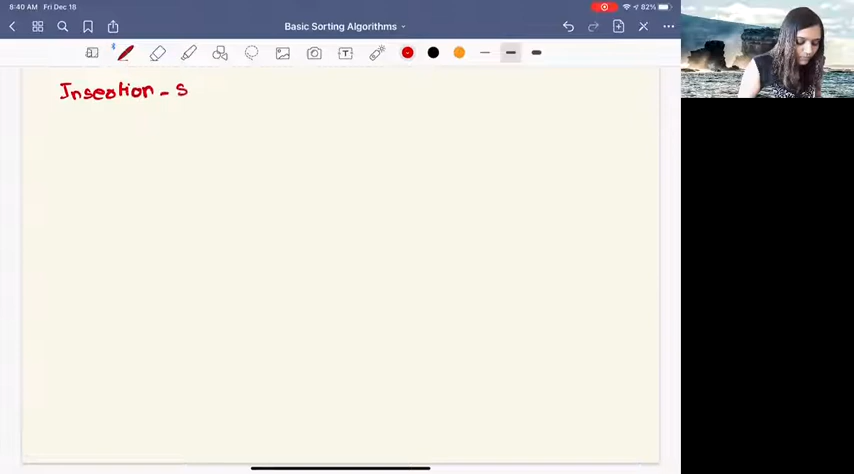 8:40 AM Fri Dec 18
82%
Basic Sorting Algorithms
T
Insertion - S